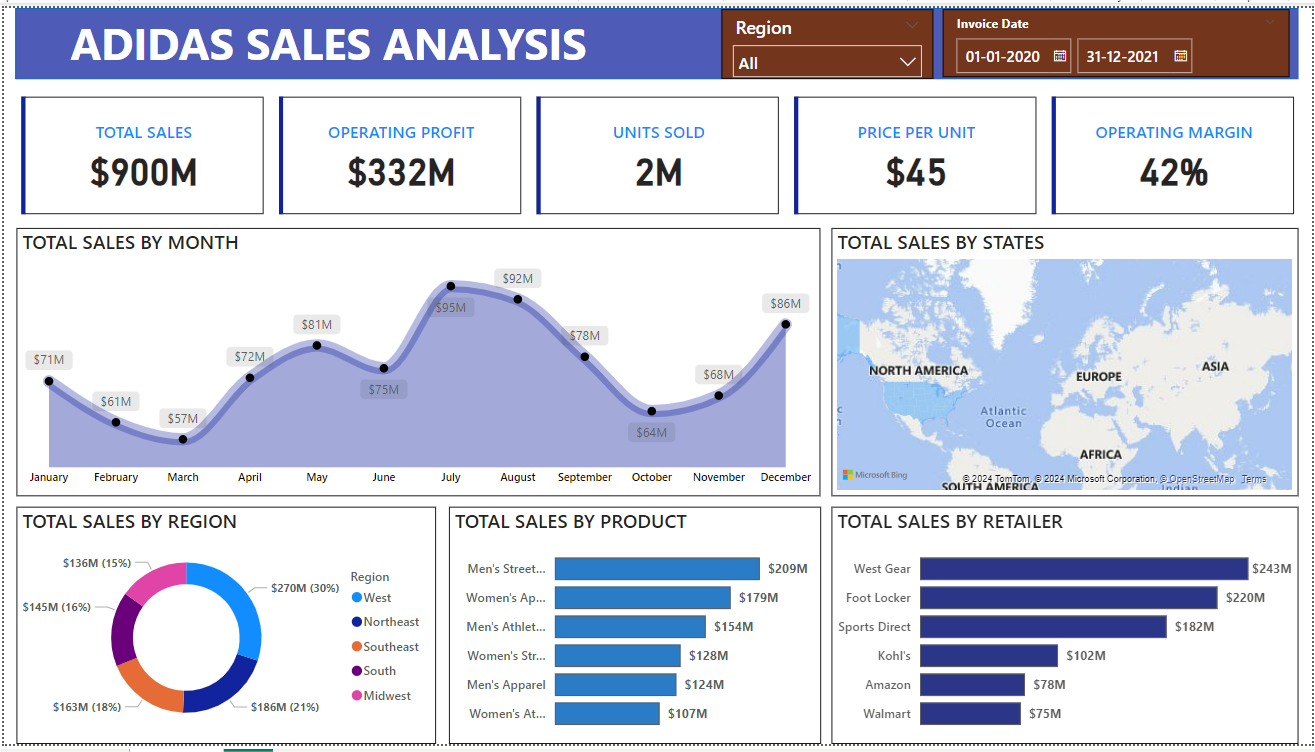 ADIDAS SALES ANALYSIS
Region
All
Invoice Date
01-01-2020
31-12-2021
TOTAL SALES
$900M
OPERATING PROFIT
$332M
UNITS SOLD
2M
PRICE PER UNIT
$45
OPERATING MARGIN
42%
TOTAL SALES BY MONTH
$71M
$61M
$57M
$72M
$81M
$75M
$95M
$92M
$78M
$64M
$68M
$86M
January
February
March
April
May
June
July
August
September
October
November
December
TOTAL SALES BY STATES
NORTH AMERICA
EUROPE
ASIA
Atlantic
Ocean
AFRICA
SOUTH AMERICA
Indian
Microsoft Bing
© 2024 TomTom, © 2024 Microsoft Corporation, © OpenStreetMap Terms
TOTAL SALES BY REGION
$136M (15%)
$270M (30%)
$145M (16%)
$163M (18%)
$186M (21%)
Region
West
Northeast
Southeast
South
Midwest
TOTAL SALES BY PRODUCT
Men's Street... $209M
Women's Ap... $179M
Men's Athlet... $154M
Women's Str... $128M
Men's Apparel $124M
Women's At... $107M
TOTAL SALES BY RETAILER
West Gear $243M
Foot Locker $220M
Sports Direct $182M
Kohl's $102M
Amazon $78M
Walmart $75M